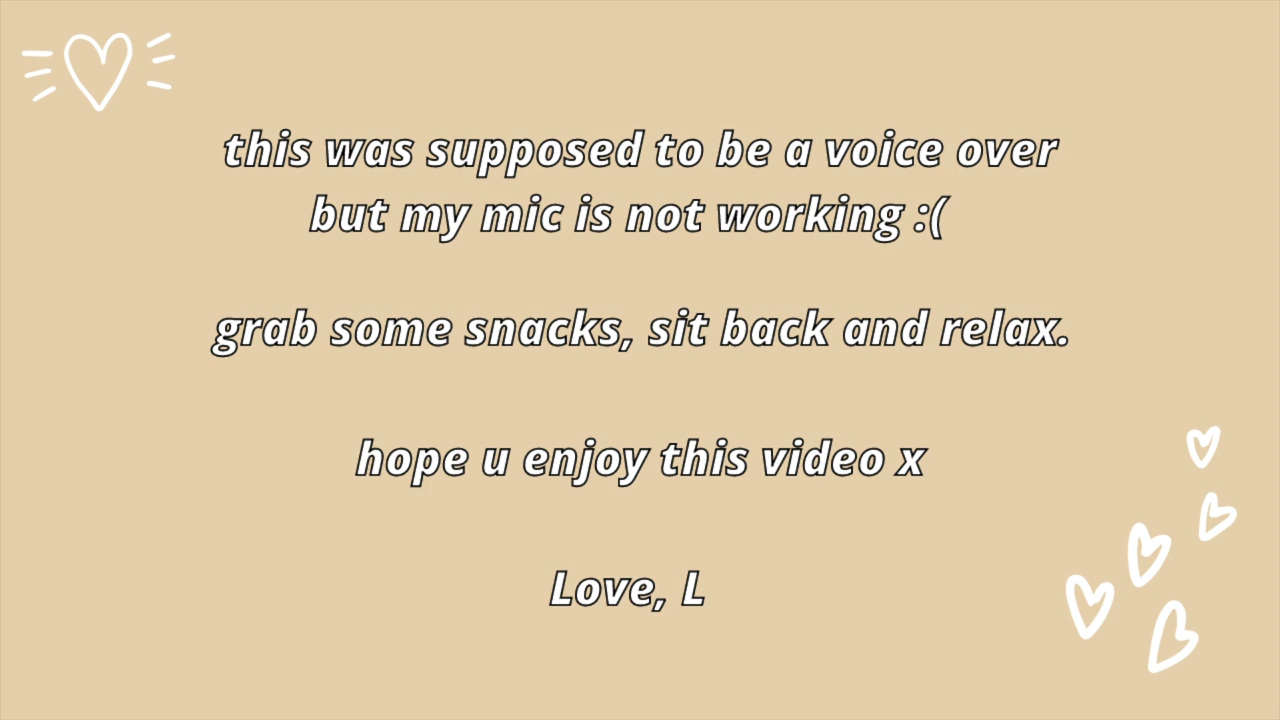 this was supposed to be a voice over
but my mic is not working :(
grab some snacks, sit back and relax.
hope u enjoy this video x
Love, L